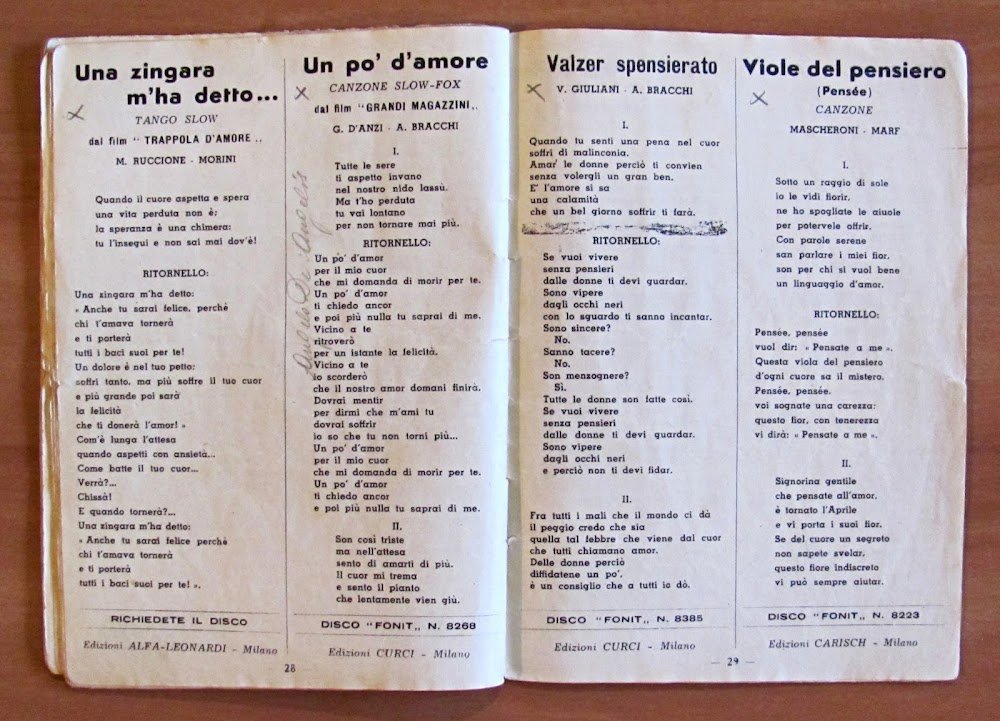 Una zingara
m'ha detto...
TANGO SLOW
dal film “ TRAPPOLA D'AMORE „
M. RUCCIONE - MORINI
Quando il cuore aspetta e spera
una vita perduta non è;
la speranza è una chimera:
tu l'insegui e non sai mai dov'è!
RITORNELLO:
Una zingara m'ha detto:
« Anche tu sarai felice, perchè
chi t'amava tornerà
e ti porterà
tutti i baci suoi per te!
Un dolore è nel tuo petto:
soffri tanto, ma più soffre il tuo cuor
e più grande poi sarà
la felicità
che ti donerà l'amor! »
Com'è lunga l'attesa
quando aspetti con ansietà...
Come batte il tuo cuor...
Verrà?...
Chissà!
E quando tornerà?...
Una zingara m'ha detto:
« Anche tu sarai felice perchè
chi t'amava tornerà
e ti porterà
tutti i baci suoi per te! ».
RICHIEDETE IL DISCO
Edizioni ALFA-LEONARDI - Milano
28
Un po' d'amore
CANZONE SLOW-FOX
dal film “GRANDI MAGAZZINI„
G. D'ANZI - A. BRACCHI
I.
Tutte le sere
ti aspetto invano
nel nostro nido lassù.
Ma t'ho perduta
tu vai lontano
per non tornare mai più.
RITORNELLO:
Un po' d'amor
per il mio cuor
che mi domanda di morir per te.
Un po' d'amor
ti chiedo ancor
e poi più nulla tu saprai di me.
Vicino a te
ritroverò
per un istante la felicità.
Vicino a te
io scorderò
che il nostro amor domani finirà.
Dovrai mentir
per dirmi che m'ami tu
dovrai soffrir
io so che tu non torni più...
Un po' d'amor
per il mio cuor
che mi domanda di morir per te.
Un po' d'amor
ti chiedo ancor
e poi più nulla tu saprai di me.
II.
Son così triste
ma nell'attesa
sento di amarti di più.
Il cuor mi trema
e sento il pianto
che lentamente vien giù.
DISCO “FONIT„ N. 8268
Edizioni CURCI - Milano
Valzer spensierato
V. GIULIANI - A. BRACCHI
I.
Quando tu senti una pena nel cuor
soffri di malinconia.
Amar le donne perciò ti convien
senza volergli un gran ben.
E' l'amore si sa
una calamità
che un bel giorno soffrir ti farà.
RITORNELLO:
Se vuoi vivere
senza pensieri
dalle donne ti devi guardar.
Sono vipere
dagli occhi neri
con lo sguardo ti sanno incantar.
Sono sincere?
No.
Sanno tacere?
No.
Son menzognere?
Sì.
Tutte le donne son fatte così.
Se vuoi vivere
senza pensieri
dalle donne ti devi guardar.
Sono vipere
dagli occhi neri
e perciò non ti devi fidar.
II.
Fra tutti i mali che il mondo ci dà
il peggio credo che sia
quella tal febbre che viene dal cuor
che tutti chiamano amor.
Delle donne perciò
diffidatene un po',
è un consiglio che a tutti io dò.
DISCO “FONIT„ N. 8385
Edizioni CURCI - Milano
— 29 —
Viole del pensiero
(Pensée)
CANZONE
MASCHERONI - MARF
I.
Sotto un raggio di sole
io le vidi fiorir,
ne ho spogliate le aiuole
per potervele offrir.
Con parole serene
san parlare i miei fior,
son per chi si vuol bene
un linguaggio d'amor.
RITORNELLO:
Pensée, pensée
vuol dir: « Pensate a me ».
Questa viola del pensiero
d'ogni cuore sa il mistero.
Pensée, pensée,
voi sognate una carezza:
questo fior, con tenerezza
vi dirà: « Pensate a me ».
II.
Signorina gentile
che pensate all'amor,
è tornato l'Aprile
e vi porta i suoi fior.
Se del cuore un segreto
non sapete svelar,
questo fiore indiscreto
vi può sempre aiutar.
DISCO “FONIT„ N. 8223
Edizioni CARISCH - Milano